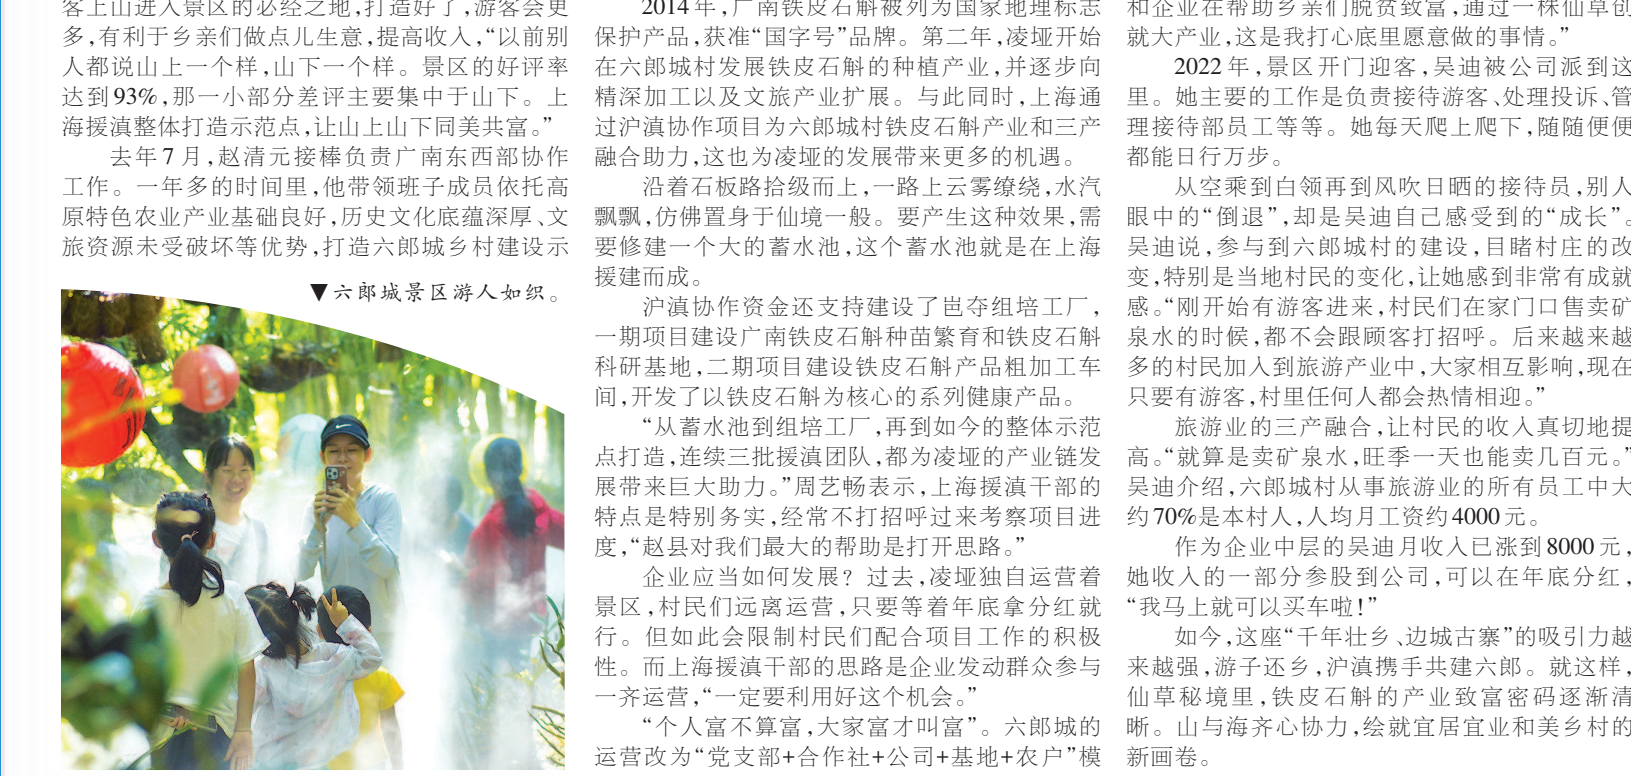 客上山进入景区的必经之地,打造好了,游客会更
多,有利于乡亲们做点儿生意,提高收入,“以前别
人都说山上一个样,山下一个样。景区的好评率
达到93%,那一小部分差评主要集中于山下。上
海援滇整体打造示范点,让山上山下同美共富。”
去年7月,赵清元接棒负责广南东西部协作
工作。一年多的时间里,他带领班子成员依托高
原特色农业产业基础良好,历史文化底蕴深厚、文
旅资源未受破坏等优势,打造六郎城乡村建设示
▼六郎城景区游人如织。
2014年,广南铁皮石斛被列为国家地理标志
保护产品,获准“国字号”品牌。第二年,凌垭开始
在六郎城村发展铁皮石斛的种植产业,并逐步向
精深加工以及文旅产业扩展。与此同时,上海通
过沪滇协作项目为六郎城村铁皮石斛产业和三产
融合助力,这也为凌垭的发展带来更多的机遇。
沿着石板路拾级而上,一路上云雾缭绕,水汽
飘飘,仿佛置身于仙境一般。要产生这种效果,需
要修建一个大的蓄水池,这个蓄水池就是在上海
援建而成。
沪滇协作资金还支持建设了岜夺组培工厂,
一期项目建设广南铁皮石斛种苗繁育和铁皮石斛
科研基地,二期项目建设铁皮石斛产品粗加工车
间,开发了以铁皮石斛为核心的系列健康产品。
“从蓄水池到组培工厂,再到如今的整体示范
点打造,连续三批援滇团队,都为凌垭的产业链发
展带来巨大助力。”周艺畅表示,上海援滇干部的
特点是特别务实,经常不打招呼过来考察项目进
度,“赵县对我们最大的帮助是打开思路。”
企业应当如何发展？过去,凌垭独自运营着
景区,村民们远离运营,只要等着年底拿分红就
行。但如此会限制村民们配合项目工作的积极
性。而上海援滇干部的思路是企业发动群众参与
一齐运营,“一定要利用好这个机会。”
“个人富不算富,大家富才叫富”。六郎城的
运营改为“党支部+合作社+公司+基地+农户”模
和企业在帮助乡亲们脱贫致富,通过一株仙草创
就大产业,这是我打心底里愿意做的事情。”
2022年,景区开门迎客,吴迪被公司派到这
里。她主要的工作是负责接待游客、处理投诉、管
理接待部员工等等。她每天爬上爬下,随随便便
都能日行万步。
从空乘到白领再到风吹日晒的接待员,别人
眼中的“倒退”,却是吴迪自己感受到的“成长”。
吴迪说,参与到六郎城村的建设,目睹村庄的改
变,特别是当地村民的变化,让她感到非常有成就
感。“刚开始有游客进来,村民们在家门口售卖矿
泉水的时候,都不会跟顾客打招呼。后来越来越
多的村民加入到旅游产业中,大家相互影响,现在
只要有游客,村里任何人都会热情相迎。”
旅游业的三产融合,让村民的收入真切地提
高。“就算是卖矿泉水,旺季一天也能卖几百元。”
吴迪介绍,六郎城村从事旅游业的所有员工中大
约70%是本村人,人均月工资约4000元。
作为企业中层的吴迪月收入已涨到8000元,
她收入的一部分参股到公司,可以在年底分红,
“我马上就可以买车啦！”
如今,这座“千年壮乡、边城古寨”的吸引力越
来越强,游子还乡,沪滇携手共建六郎。就这样,
仙草秘境里,铁皮石斛的产业致富密码逐渐清
晰。山与海齐心协力,绘就宜居宜业和美乡村的
新画卷。